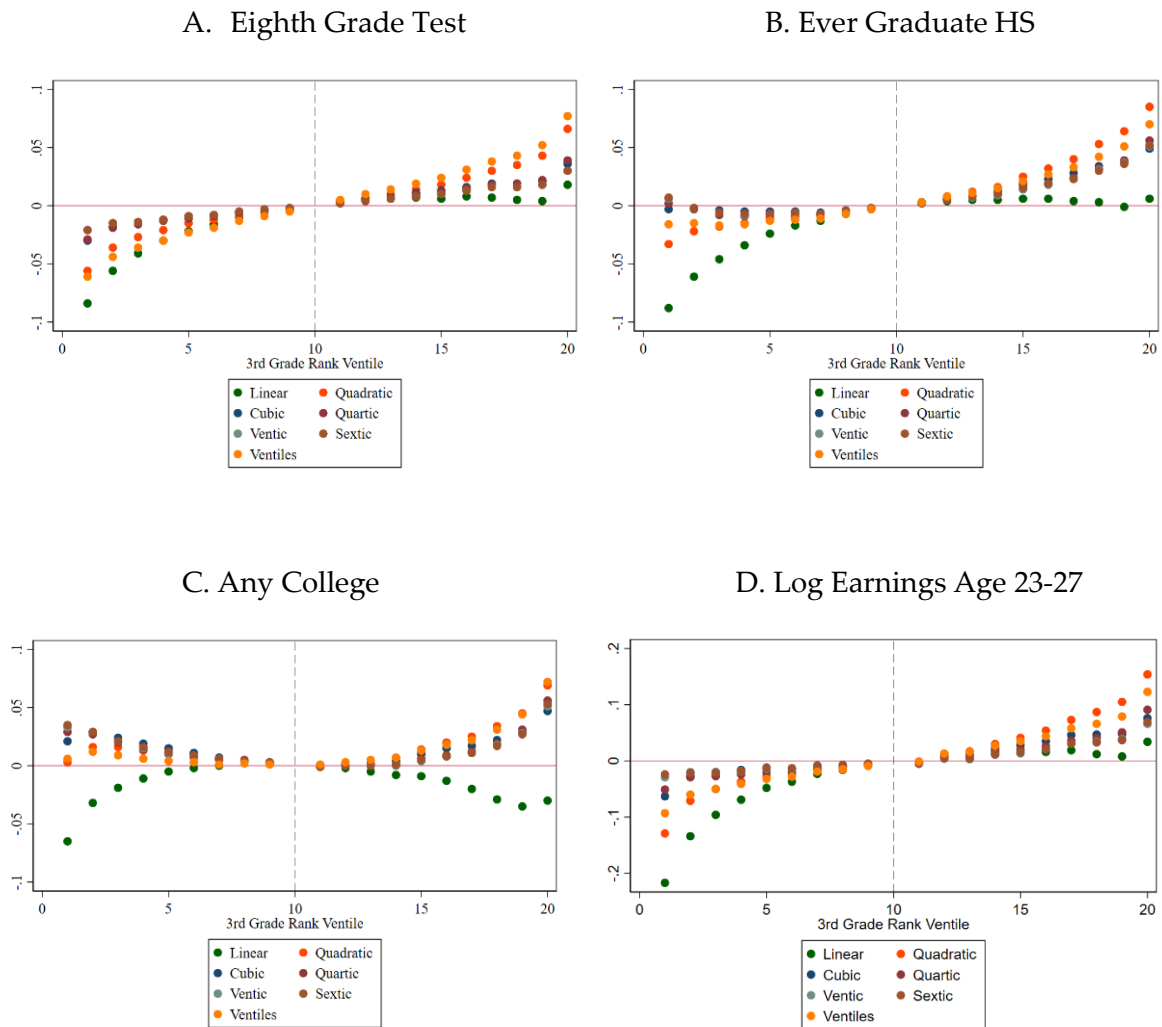 A. Eighth Grade Test
.1
.05
0
-.05
-.1
0 5 10 15 20
3rd Grade Rank Ventile
Linear Quadratic
Cubic Quartic
Ventic Sextic
Ventiles
B. Ever Graduate HS
.1
.05
0
-.05
-.1
0 5 10 15 20
3rd Grade Rank Ventile
Linear Quadratic
Cubic Quartic
Ventic Sextic
Ventiles
C. Any College
.1
.05
0
-.05
-.1
0 5 10 15 20
3rd Grade Rank Ventile
Linear Quadratic
Cubic Quartic
Ventic Sextic
Ventiles
D. Log Earnings Age 23-27
.2
.1
0
-.1
-.2
0 5 10 15 20
3rd Grade Rank Ventile
Linear Quadratic
Cubic Quartic
Ventic Sextic
Ventiles